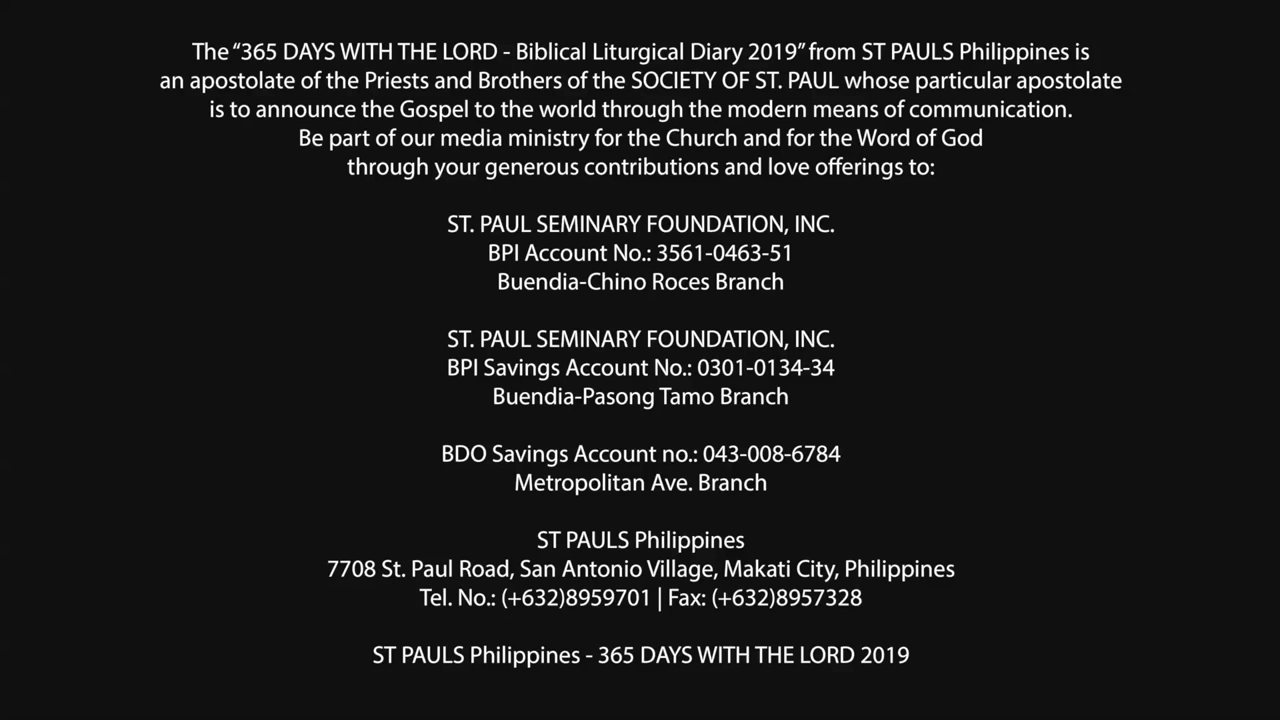 The “365 DAYS WITH THE LORD - Biblical Liturgical Diary 2019” from ST PAULS Philippines is
an apostolate of the Priests and Brothers of the SOCIETY OF ST. PAUL whose particular apostolate
is to announce the Gospel to the world through the modern means of communication.
Be part of our media ministry for the Church and for the Word of God
through your generous contributions and love offerings to:
ST. PAUL SEMINARY FOUNDATION, INC.
BPI Account No.: 3561-0463-51
Buendia-Chino Roces Branch
ST. PAUL SEMINARY FOUNDATION, INC.
BPI Savings Account No.: 0301-0134-34
Buendia-Pasong Tamo Branch
BDO Savings Account no.: 043-008-6784
Metropolitan Ave. Branch
ST PAULS Philippines
7708 St. Paul Road, San Antonio Village, Makati City, Philippines
Tel. No.: (+632)8959701 | Fax: (+632)8957328
ST PAULS Philippines - 365 DAYS WITH THE LORD 2019